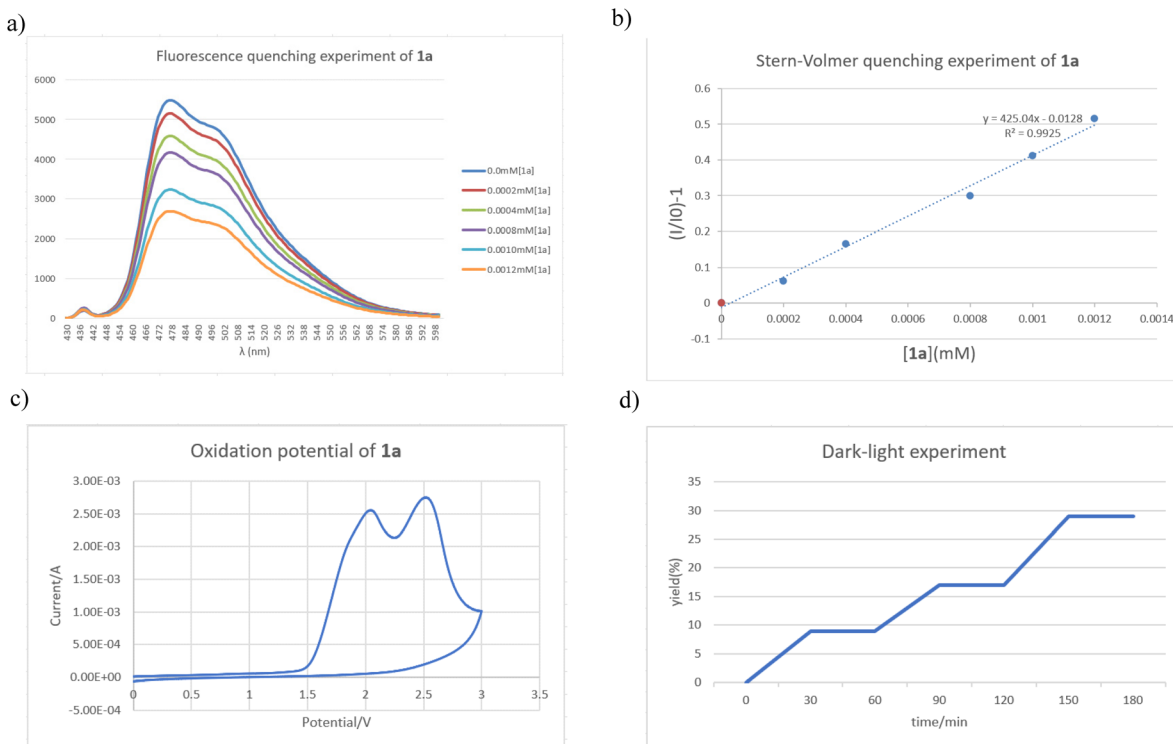 a)
Fluorescence quenching experiment of 1a
6000
5000
4000
3000
2000
1000
0
430 436 442 448 454 460 466 472 478 484 490 496 502 508 514 520 526 532 538 544 550 556 562 568 574 580 586 592 598
λ (nm)
0.0mM[1a]
0.0002mM[1a]
0.0004mM[1a]
0.0008mM[1a]
0.0010mM[1a]
0.0012mM[1a]
b)
Stern-Volmer quenching experiment of 1a
0.6
0.5
0.4
0.3
0.2
0.1
0
-0.1
y = 425.04x - 0.0128
R² = 0.9925
(I/I0)-1
0 0.0002 0.0004 0.0006 0.0008 0.001 0.0012 0.0014
[1a](mM)
c)
Oxidation potential of 1a
3.00E-03
2.50E-03
2.00E-03
1.50E-03
1.00E-03
5.00E-04
0.00E+00
-5.00E-04
Current/A
0 0.5 1 1.5 2 2.5 3 3.5
Potential/V
d)
Dark-light experiment
35
30
25
20
15
10
5
0
yield(%)
0 30 60 90 120 150 180
time/min